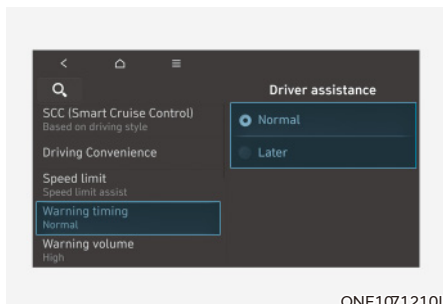 Driver assistance
SCC (Smart Cruise Control)
Based on driving style
Driving Convenience
Speed limit
Speed limit assist
Warning timing
Normal
Warning volume
High
Normal
Later